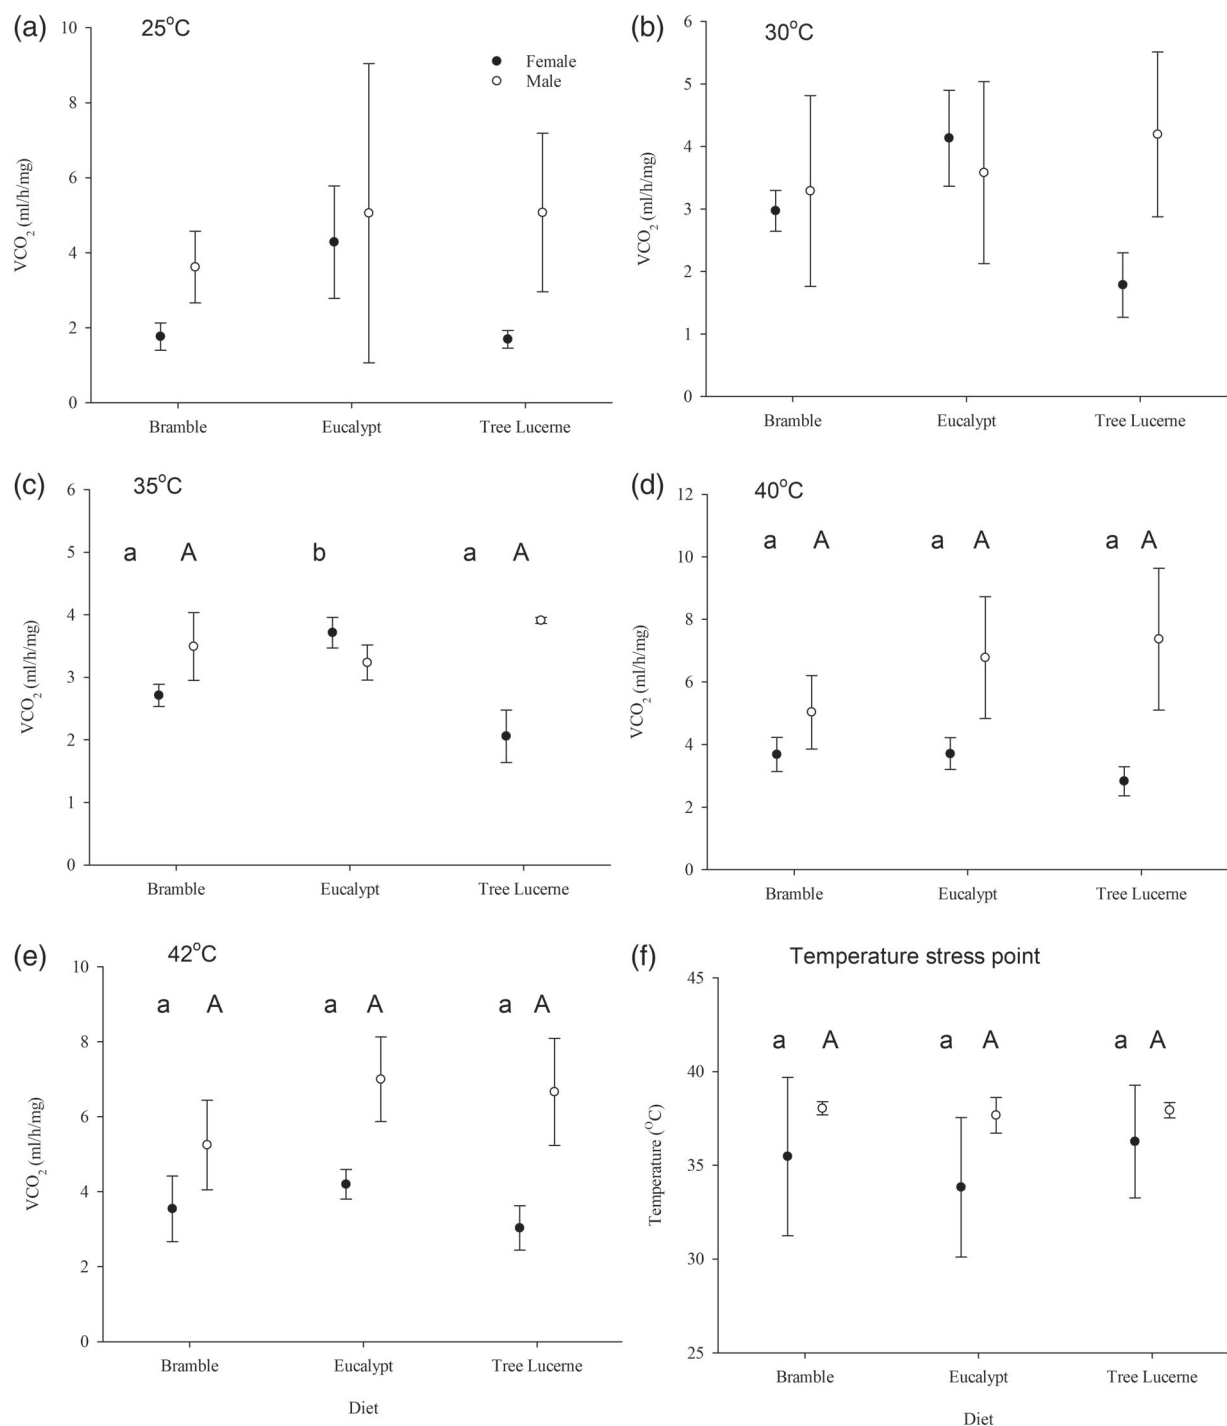 (a) 25°C
10
8
6
4
2
0
VCO2 (ml/h/mg)
Female
Male
Bramble Eucalypt Tree Lucerne
(b) 30°C
6
5
4
3
2
1
0
VCO2 (ml/h/mg)
Bramble Eucalypt Tree Lucerne
(c) 35°C
6
5
4
3
2
1
0
VCO2 (ml/h/mg)
a A b a A
Bramble Eucalypt Tree Lucerne
(d) 40°C
12
10
8
6
4
2
0
VCO2 (ml/h/mg)
a A a A a A
Bramble Eucalypt Tree Lucerne
(e) 42°C
10
8
6
4
2
0
VCO2 (ml/h/mg)
a A a A a A
Bramble Eucalypt Tree Lucerne
Diet
(f) Temperature stress point
45
40
35
30
25
Temperature (°C)
a A a A a A
Bramble Eucalypt Tree Lucerne
Diet